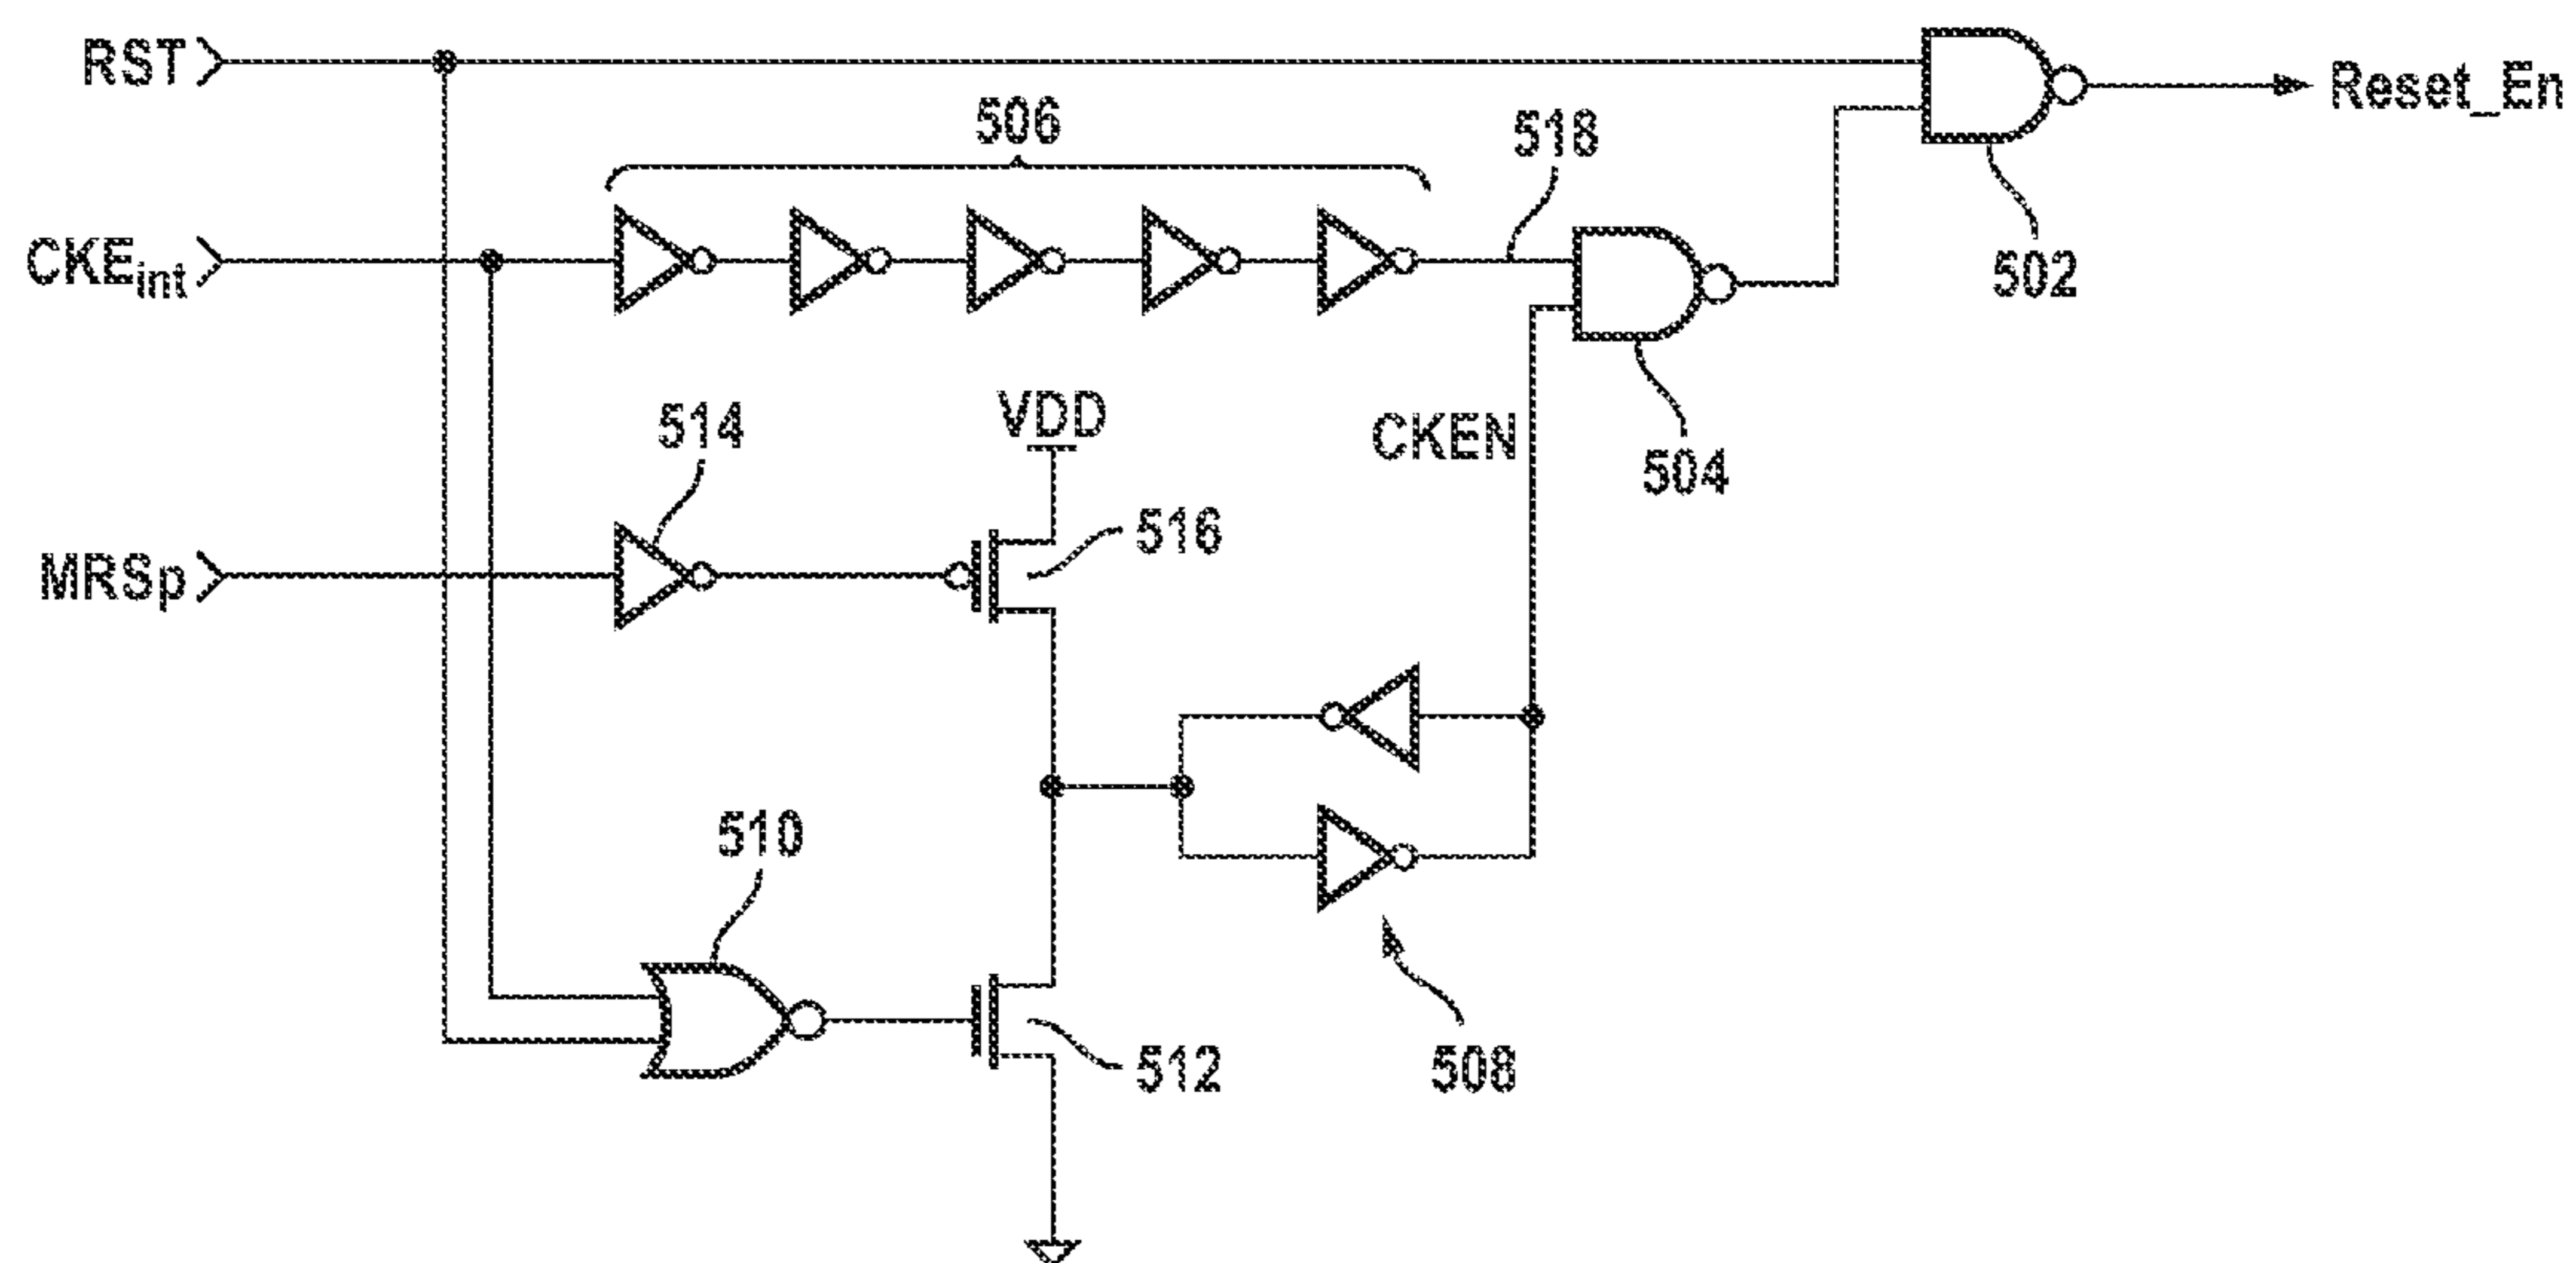 RST
Reset_En
506
518
CKEint
502
504
CKEN
VDD
514
516
MRSp
510
512
508